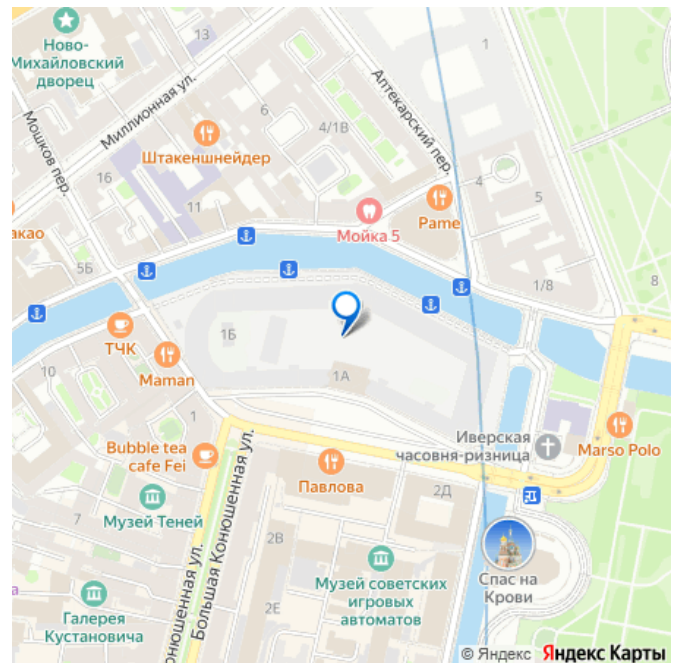 Ново-
Михайловский
дворец
13
1
Миллионная ул.
Аптекарский пер.
Мошков пер.
6
4/1В
Штакеншнейдер
16
11
4
5
Мойка 5
Pame
акао
5Б
1/8
8
1Б
ТЧК
Maman
10
1А
1
Bubble tea
cafe Fei
Иверская
часовня-ризница
Marso Polo
Павлова
2Д
Музей Теней
Большая Конюшенная ул.
онюшенная ул.
2В
Спас на
Крови
Музей советских
игровых
автоматов
2Е
а
Галерея
Кустановича
© Яндекс Яндекс Карты